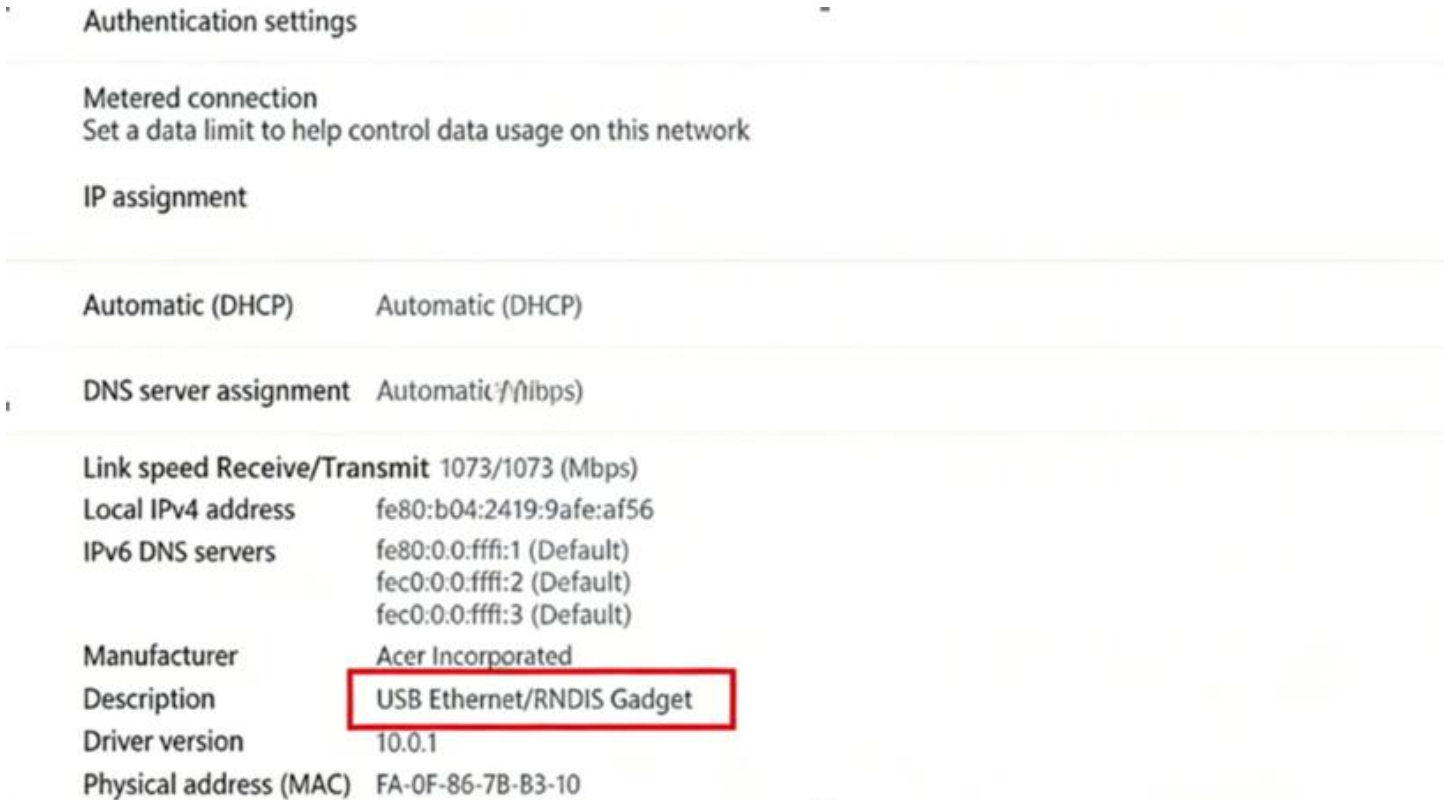 Authentication settings
Metered connection
Set a data limit to help control data usage on this network
IP assignment
Automatic (DHCP) Automatic (DHCP)
DNS server assignment Automatic
Link speed Receive/Transmit 1073/1073 (Mbps)
Local IPv4 address fe80:b04:2419:9afe:af56
IPv6 DNS servers fe80:0.0:fffi:1 (Default)
fec0:0:0:ffff:2 (Default)
fec0:0:0:ffff:3 (Default)
Manufacturer Acer Incorporated
Description USB Ethernet/RNDIS Gadget
Driver version 10.0.1
Physical address (MAC) FA-0F-86-7B-B3-10